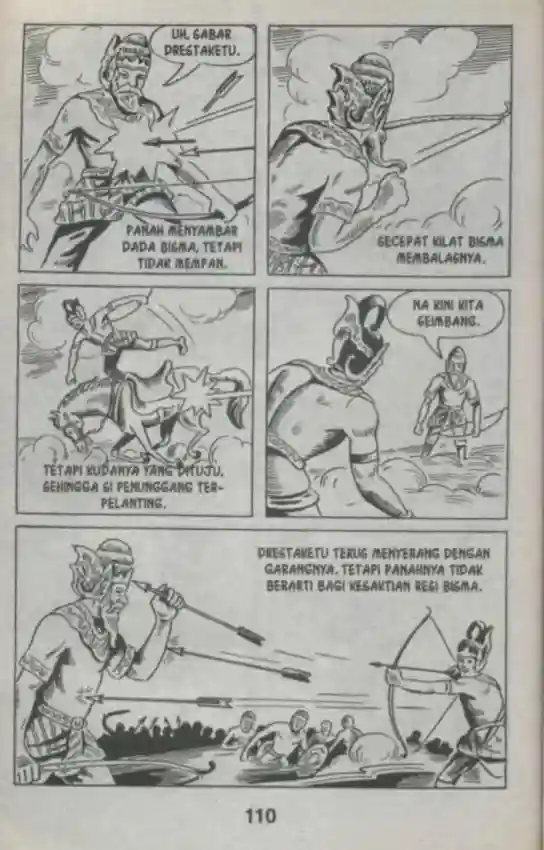 UH, SABAR
DRESTAKETU.
PANAH MENYAMBAR
DADA BISMA, TETAPI
TIDAK MEMPAN.
SECEPAT KILAT BISMA
MEMBALASNYA.
TETAPI KUDANYA YANG DITUJU,
SEHINGGA SI PENUNGGANG TER-
PELANTING.
NA KINI KITA
SEIMBANG.
DRESTAKETU TERUS MENYERANG DENGAN
GARANGNYA. TETAPI PANAHNYA TIDAK
BERARTI BAGI KESAKTIAN RESI BISMA.
110